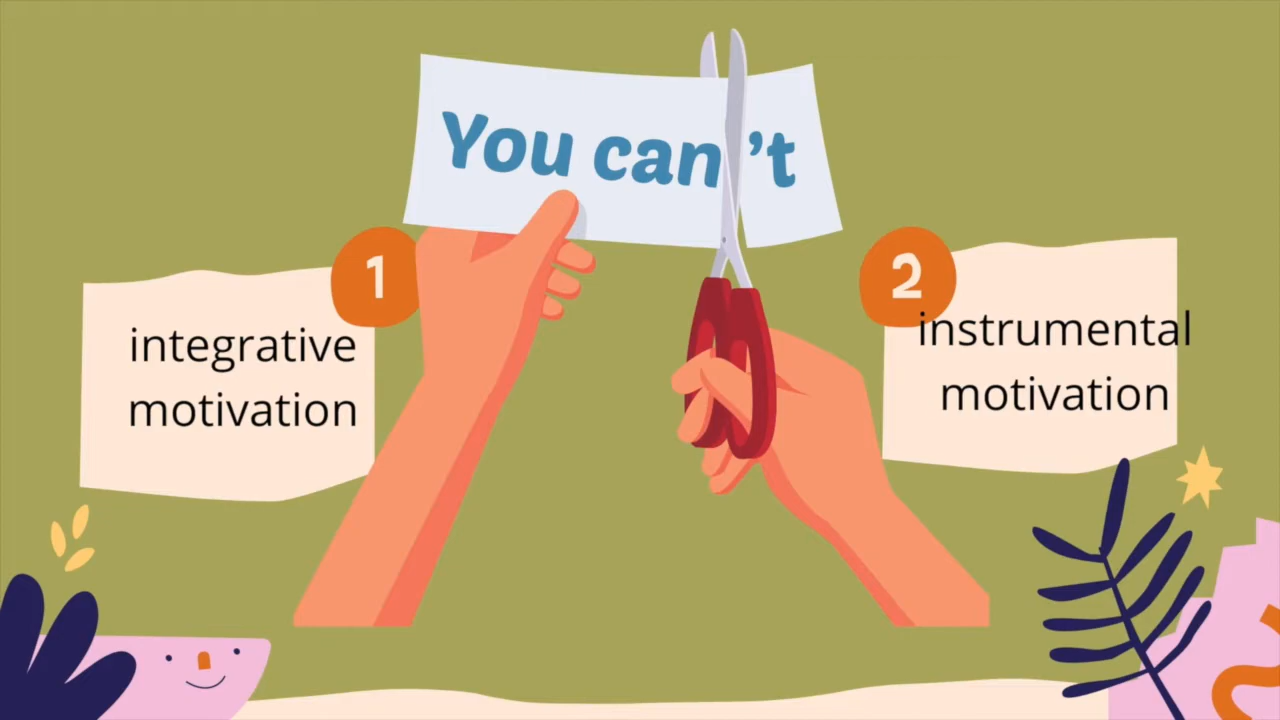 You can't
1
integrative
motivation
2
instrumental
motivation